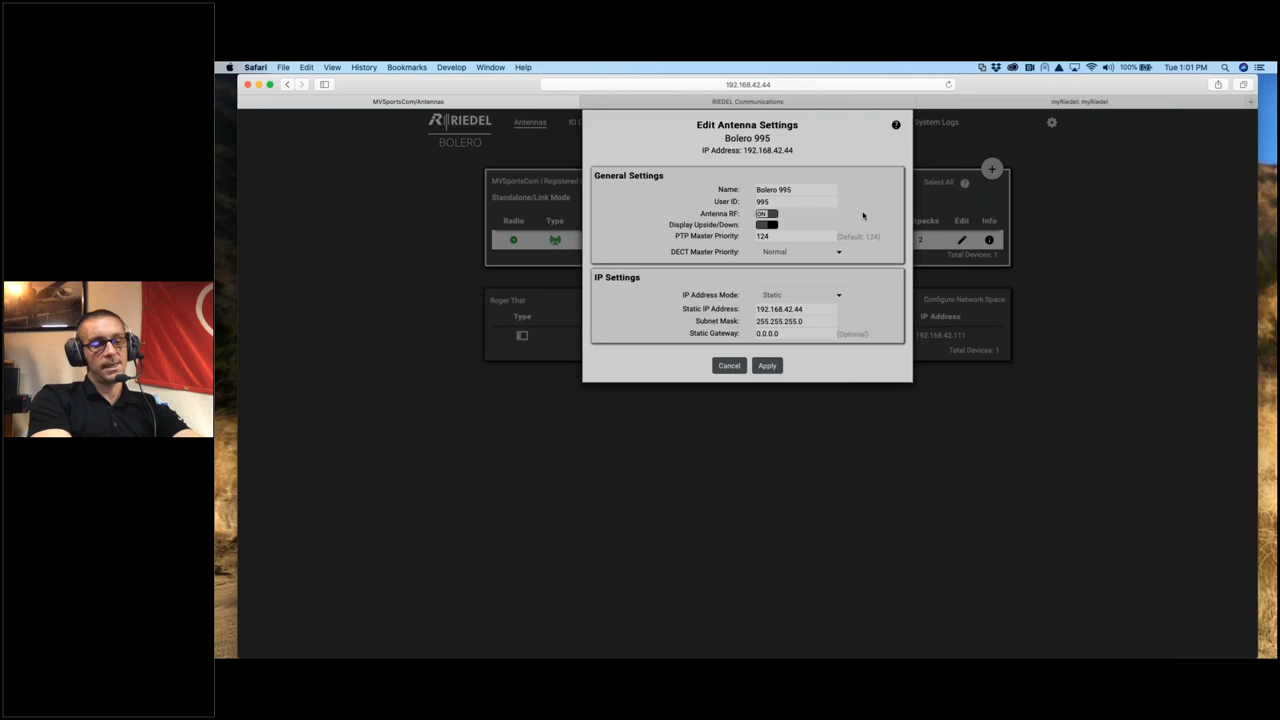 Safari File Edit View History Bookmarks Develop Window Help 100% Tue 1:01 PM
192.168.42.44
MVSportsCom/Antennas RIEDEL Communications myRiedel: myRiedel
RIEDEL
BOLERO
Antennas IO System Logs
MVSportsCom | Registered
Select All ?
Standalone/Link Mode
Radio Type tpacks Edit Info
2
Total Devices: 1
Roger That Configure Network Space
Type IP Address
192.168.42.111
Total Devices: 1
Edit Antenna Settings ?
Bolero 995
IP Address: 192.168.42.44
General Settings
Name: Bolero 995
User ID: 995
Antenna RF: ON
Display Upside/Down:
PTP Master Priority: 124 (Default: 124)
DECT Master Priority: Normal
IP Settings
IP Address Mode: Static
Static IP Address: 192.168.42.44
Subnet Mask: 255.255.255.0
Static Gateway: 0.0.0.0 (Optional)
Cancel Apply